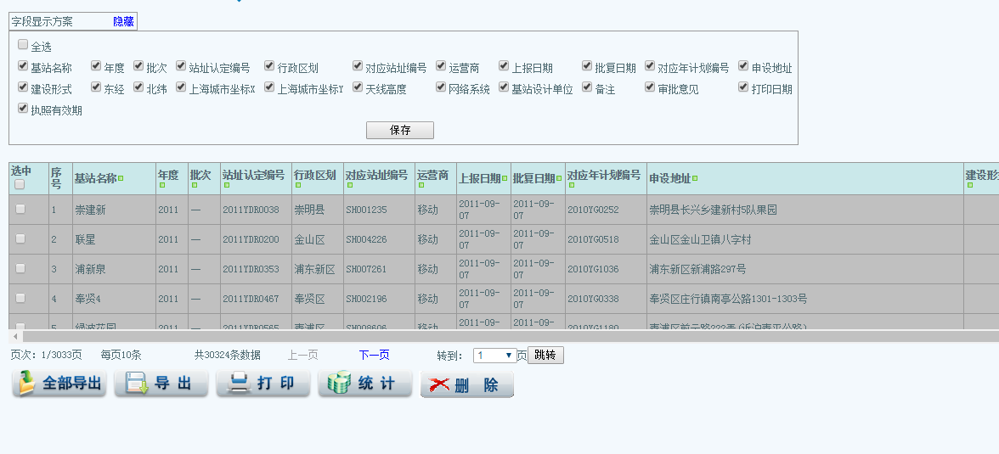 字段显示方案 隐藏
全选
基站名称 年度 批次 站址认定编号 行政区划 对应站址编号 运营商 上报日期 批复日期 对应年计划编号 申设地址
建设形式 东经 北纬 上海城市坐标X 上海城市坐标Y 天线高度 网络系统 基站设计单位 备注 审批意见 打印日期
执照有效期
保存
选中 序号 基站名称 年度 批次 站址认定编号 行政区划 对应站址编号 运营商 上报日期 批复日期 对应年计划编号 申设地址 建设形
1 崇建新 2011 — 2011YDR0038 崇明县 SH001235 移动 2011-09-07 2011-09-07 2010YG0252 崇明县长兴乡建新村5队果园
2 联星 2011 — 2011YDR0200 金山区 SH004226 移动 2011-09-07 2011-09-07 2010YG0518 金山区金山卫镇八字村
3 浦新泉 2011 — 2011YDR0353 浦东新区 SH007261 移动 2011-09-07 2011-09-07 2010YG1036 浦东新区新浦路297号
4 奉贤4 2011 — 2011YDR0467 奉贤区 SH002196 移动 2011-09-07 2011-09-07 2010YG0338 奉贤区庄行镇南亭公路1301-1303号
5 绿波花园 2011 — 2011YDR0565 青浦区 SH008606 移动 2011-09- 2011-09- 2010YG1180
页次: 1/3033页 每页10条 共30324条数据 上一页 下一页 转到: 1 页 跳转
全部导出 导 出 打 印 统 计 删 除